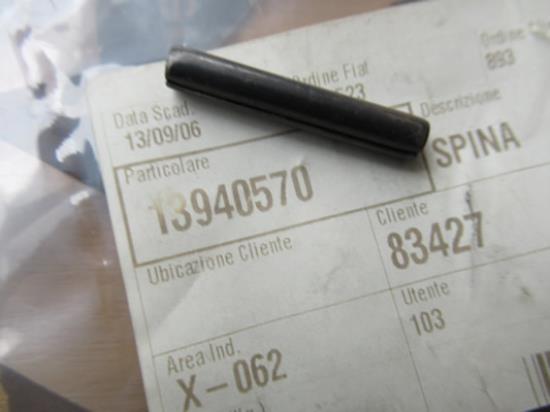 Ordine Fiat
Data Scad.
13/09/06
893
Descrizione
SPINA
Particolare
13940570
Cliente
83427
Ubicazione Cliente
Utente
103
Area Ind.
X-062